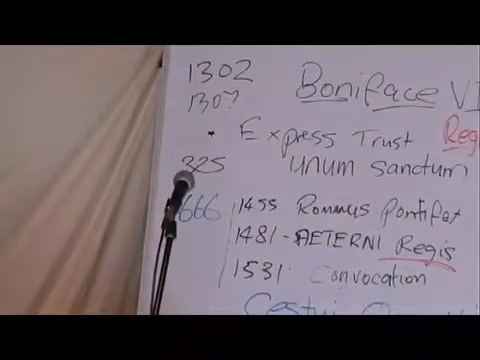 1302 Boniface VI
1307
Express Trust Reg
325 unum sanctum
666 1455 Romanus pontifex
1481 - AETERNI Regis
1531 Convocation
Cestui